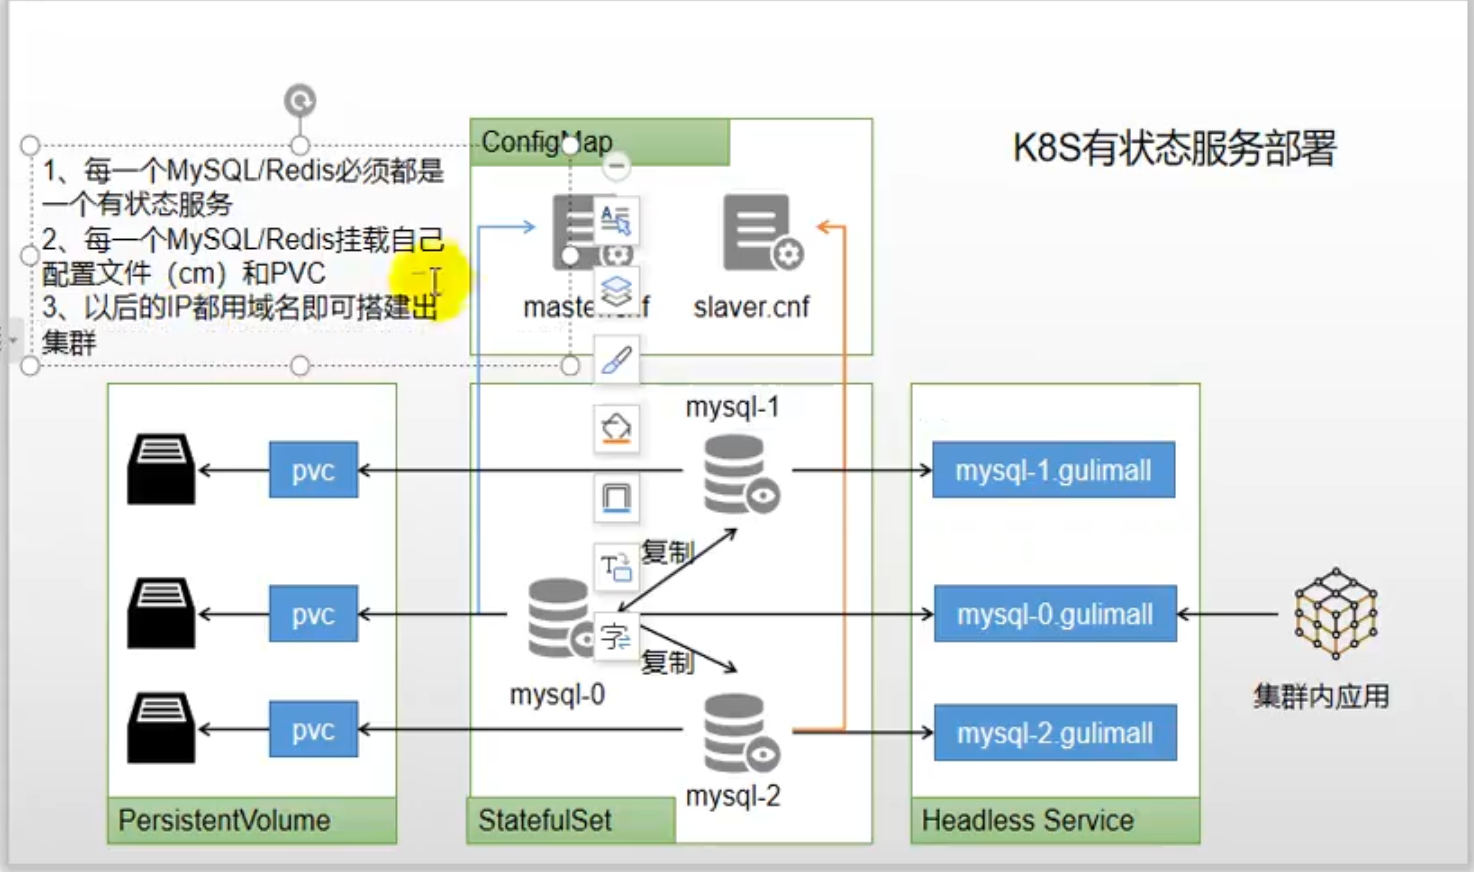 K8S有状态服务部署
1、每一个MySQL/Redis必须都是
一个有状态服务
2、每一个MySQL/Redis挂载自己
配置文件（cm）和PVC
3、以后的IP都用域名即可搭建出
集群
ConfigMap
slaver.cnf
mysql-1
pvc
mysql-1.gulimall
复制
pvc
mysql-0.gulimall
字
复制
mysql-0
集群内应用
pvc
mysql-2.gulimall
mysql-2
PersistentVolume
StatefulSet
Headless Service